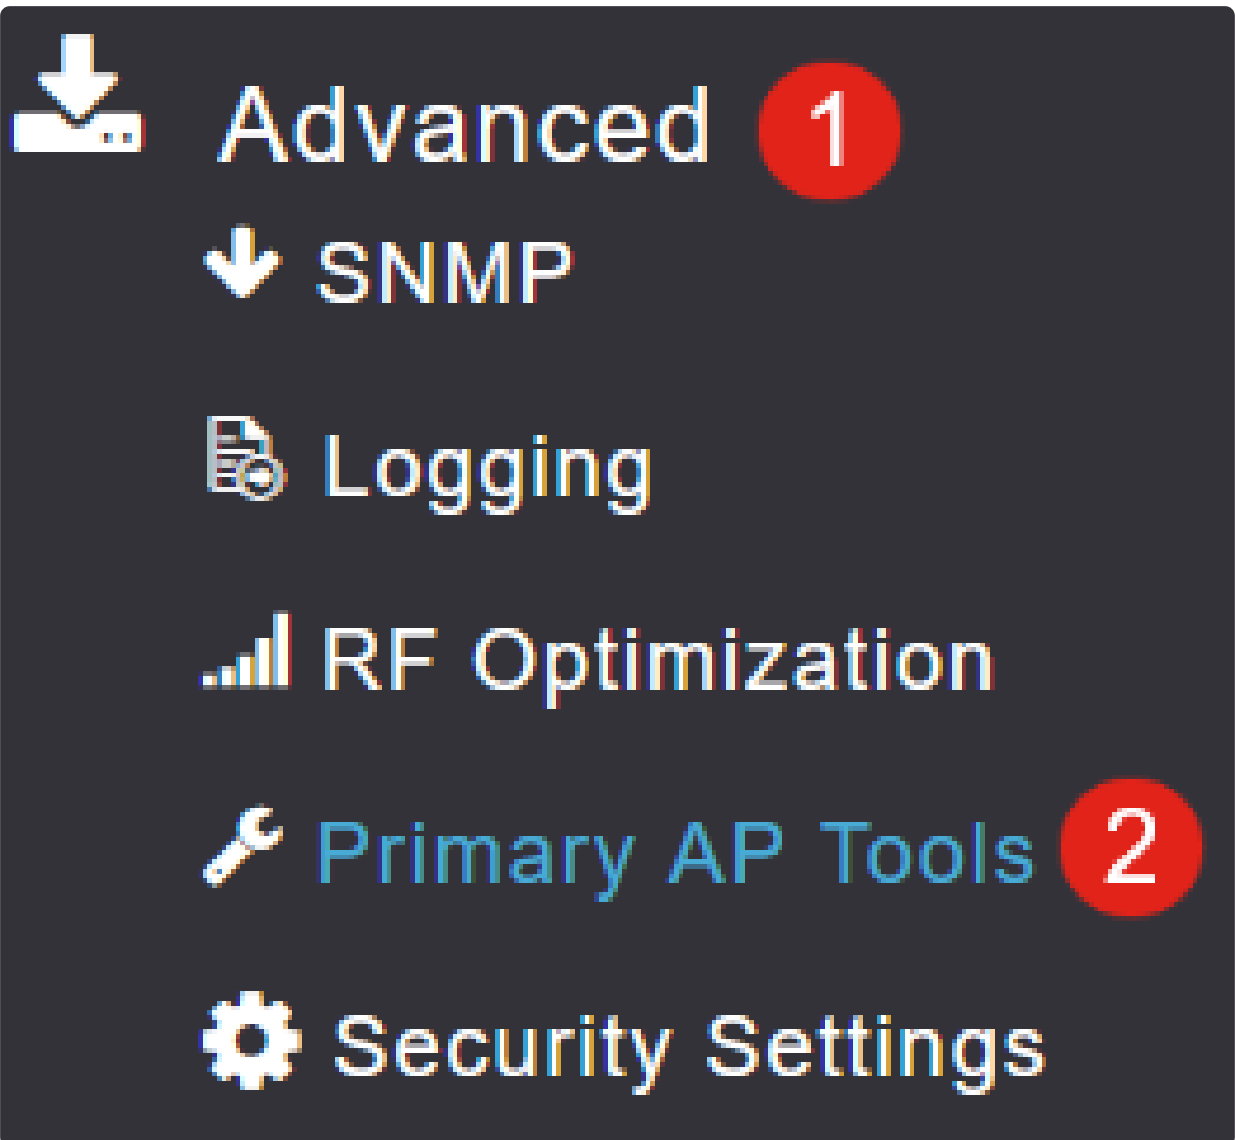 Advanced 1
SNMP
Logging
RF Optimization
Primary AP Tools 2
Security Settings